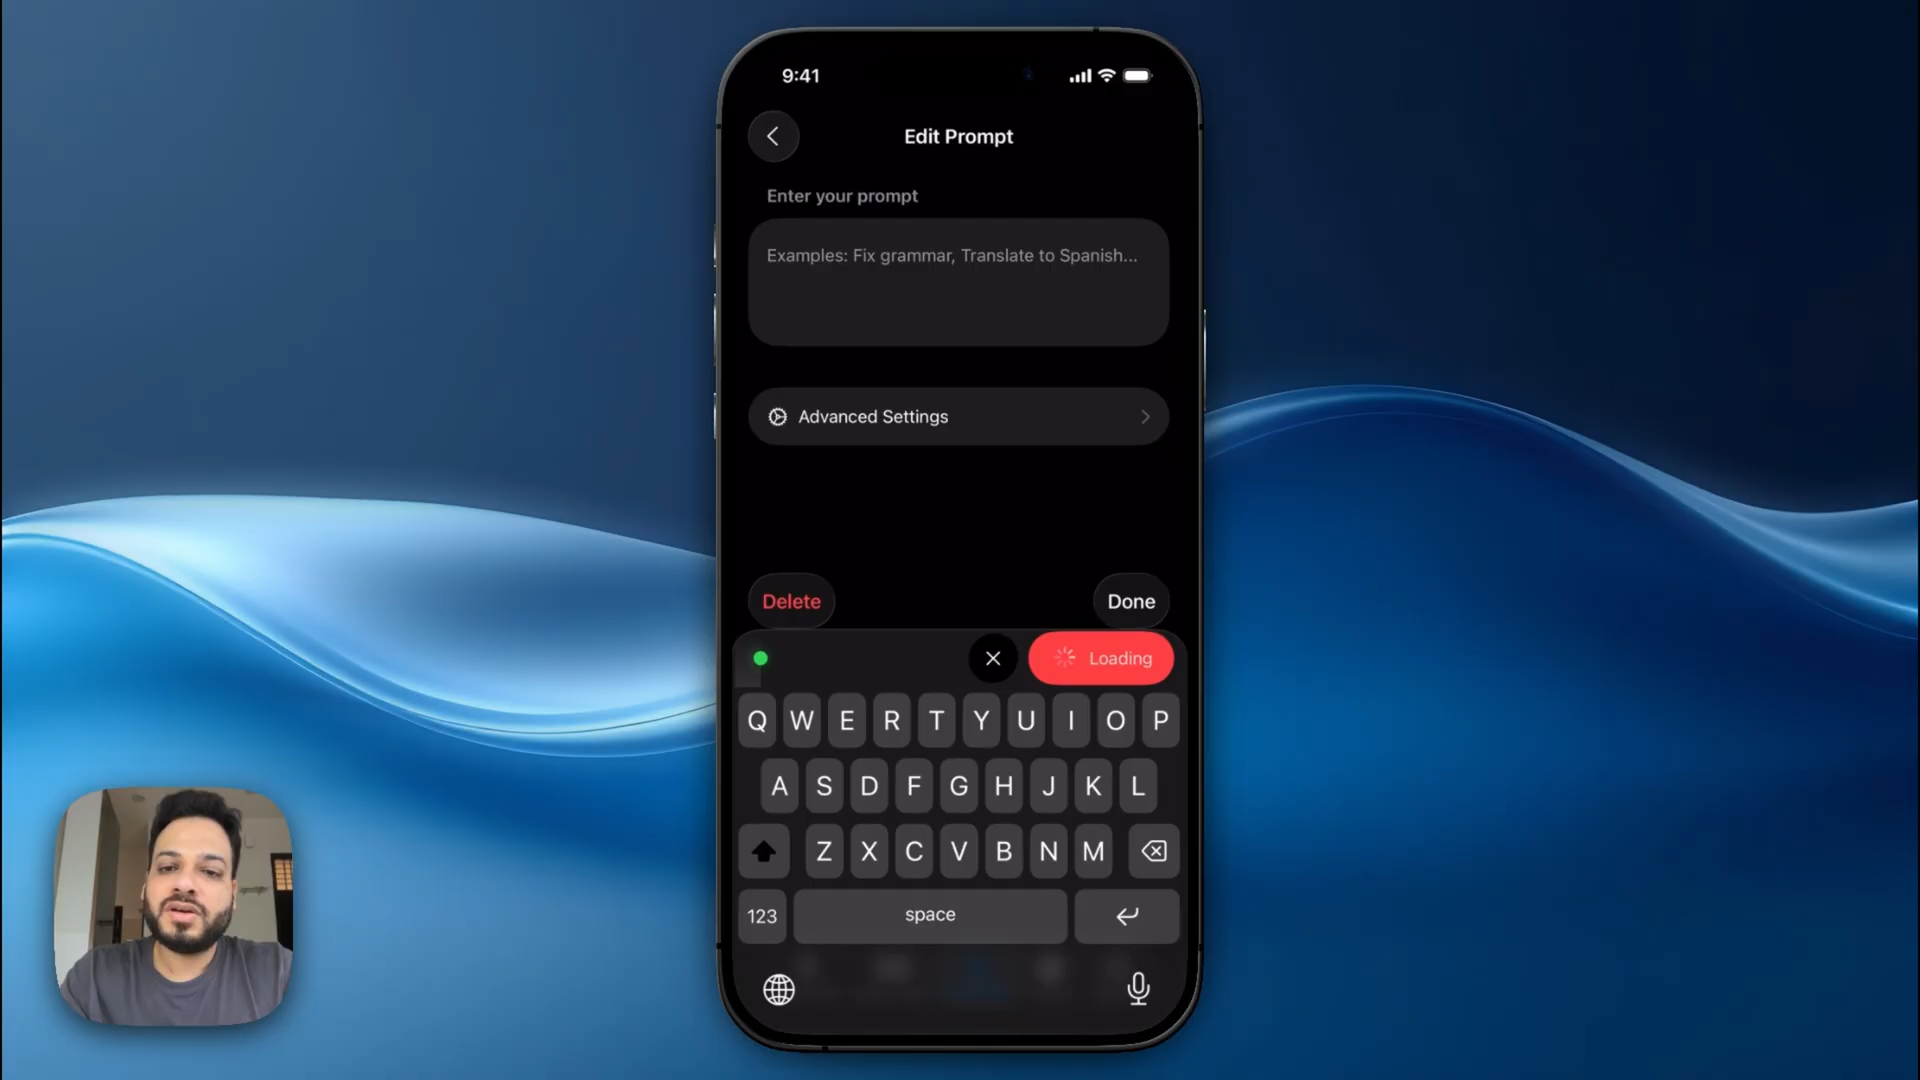 9:41
Edit Prompt
Enter your prompt
Examples: Fix grammar, Translate to Spanish...
Advanced Settings
Delete
Done
Loading
Q W E R T Y U I O P
A S D F G H J K L
Z X C V B N M
123
space